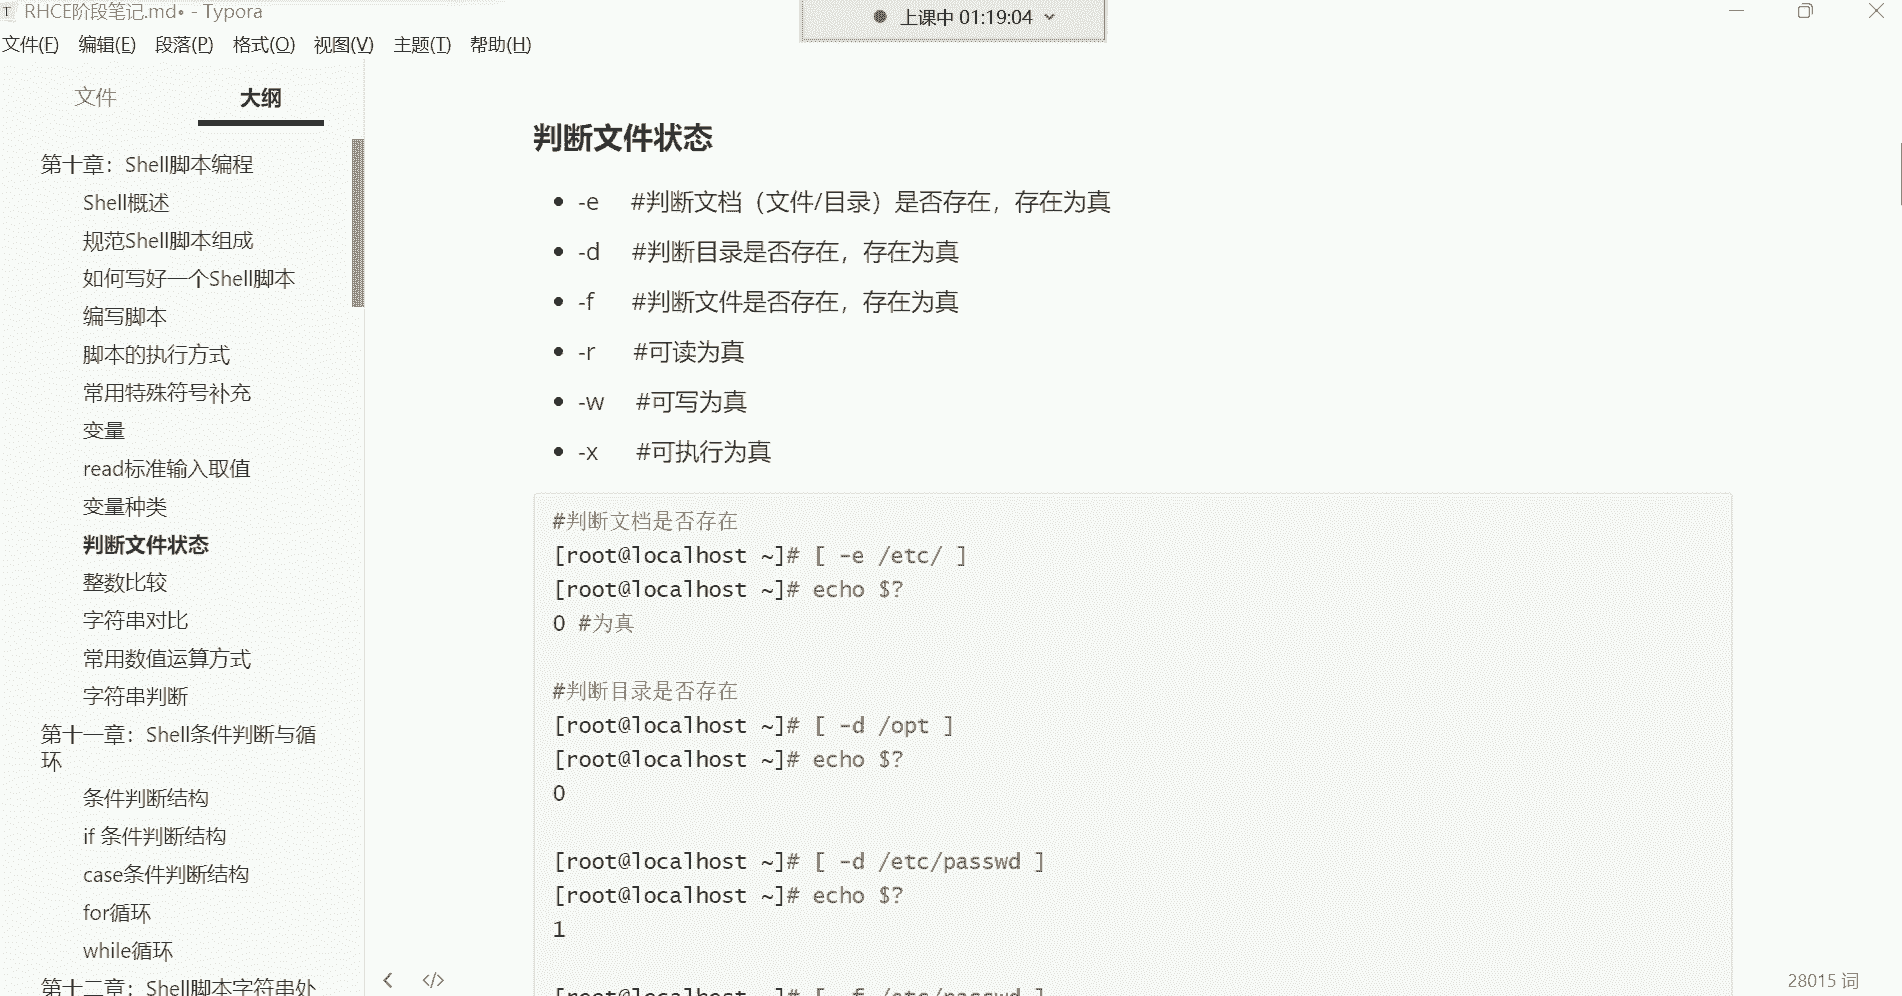 RHCE阶段笔记.md• - Typora
上课中 01:19:04
文件(F) 编辑(E) 段落(P) 格式(O) 视图(V) 主题(T) 帮助(H)
文件 大纲
第十章：Shell脚本编程
Shell概述
规范Shell脚本组成
如何写好一个Shell脚本
编写脚本
脚本的执行方式
常用特殊符号补充
变量
read标准输入取值
变量种类
判断文件状态
整数比较
字符串对比
常用数值运算方式
字符串判断
第十一章：Shell条件判断与循
环
条件判断结构
if 条件判断结构
case条件判断结构
for循环
while循环
第十二章：Shell脚本字符串处
判断文件状态
• -e #判断文档（文件/目录）是否存在，存在为真
• -d #判断目录是否存在，存在为真
• -f #判断文件是否存在，存在为真
• -r #可读为真
• -w #可写为真
• -x #可执行为真
#判断文档是否存在
[root@localhost ~]# [ -e /etc/ ]
[root@localhost ~]# echo $?
0 #为真
#判断目录是否存在
[root@localhost ~]# [ -d /opt ]
[root@localhost ~]# echo $?
0
[root@localhost ~]# [ -d /etc/passwd ]
[root@localhost ~]# echo $?
1
[root@localhost ~]# [ -f /etc/passwd ]
28015 词